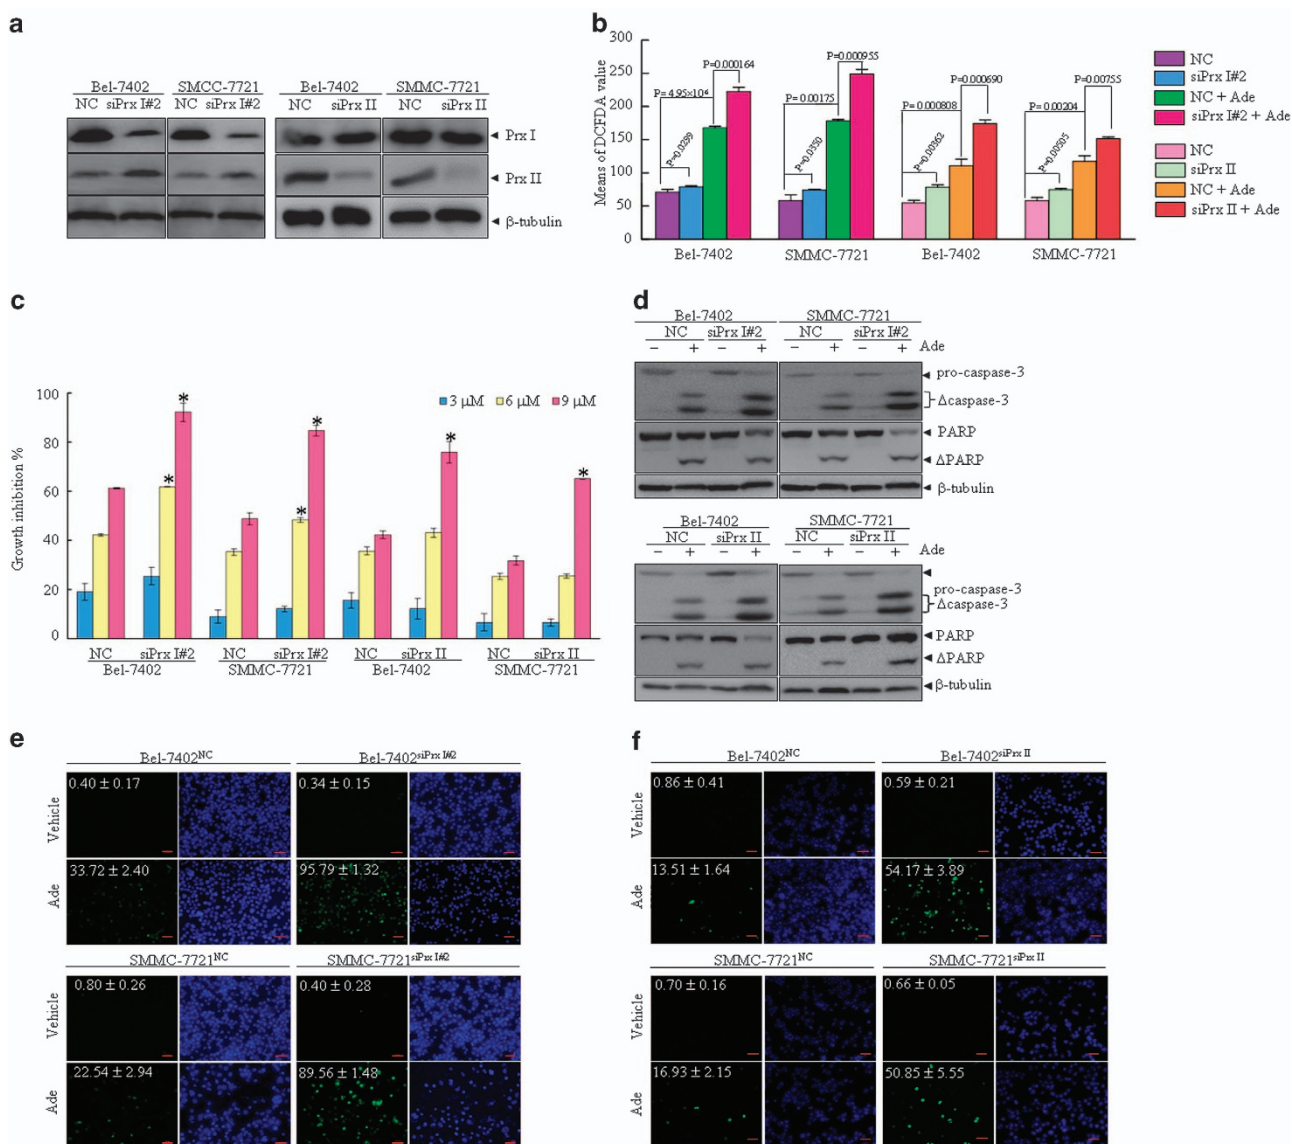 a
Bel-7402 SMCC-7721 Bel-7402 SMMC-7721
NC siPrx I#2 NC siPrx I#2 NC siPrx II NC siPrx II
Prx I
Prx II
β-tubulin
b
Means of DCFDA value
300
250
200
150
100
50
0
P=0.000164
P=0.000955
P= 4.95×10⁶
P= 0.00175
P= 0.000808
P=0.000690
P= 0.00204
P=0.00755
P=0.0299
P=0.0350
P=0.00362
P=0.00505
Bel-7402 SMMC-7721 Bel-7402 SMMC-7721
NC
siPrx I#2
NC + Ade
siPrx I#2 + Ade
NC
siPrx II
NC + Ade
siPrx II + Ade
c
Growth inhibition %
100
80
60
40
20
0
3 μM 6 μM 9 μM
* * * * * *
NC siPrx I#2 NC siPrx I#2 NC siPrx II NC siPrx II
Bel-7402 SMMC-7721 Bel-7402 SMMC-7721
d
Bel-7402 SMMC-7721
NC siPrx I#2 NC siPrx I#2
− + − + − + − + Ade
pro-caspase-3
Δcaspase-3
PARP
ΔPARP
β-tubulin
Bel-7402 SMMC-7721
NC siPrx II NC siPrx II
− + − + − + − + Ade
pro-caspase-3
Δcaspase-3
PARP
ΔPARP
β-tubulin
e
Bel-7402NC Bel-7402siPrx I#2
Vehicle
0.40 ± 0.17 0.34 ± 0.15
Ade
33.72 ± 2.40 95.79 ± 1.32
SMMC-7721NC SMMC-7721siPrx I#2
Vehicle
0.80 ± 0.26 0.40 ± 0.28
Ade
22.54 ± 2.94 89.56 ± 1.48
f
Bel-7402NC Bel-7402siPrx II
Vehicle
0.86 ± 0.41 0.59 ± 0.21
Ade
13.51 ± 1.64 54.17 ± 3.89
SMMC-7721NC SMMC-7721siPrx II
Vehicle
0.70 ± 0.16 0.66 ± 0.05
Ade
16.93 ± 2.15 50.85 ± 5.55